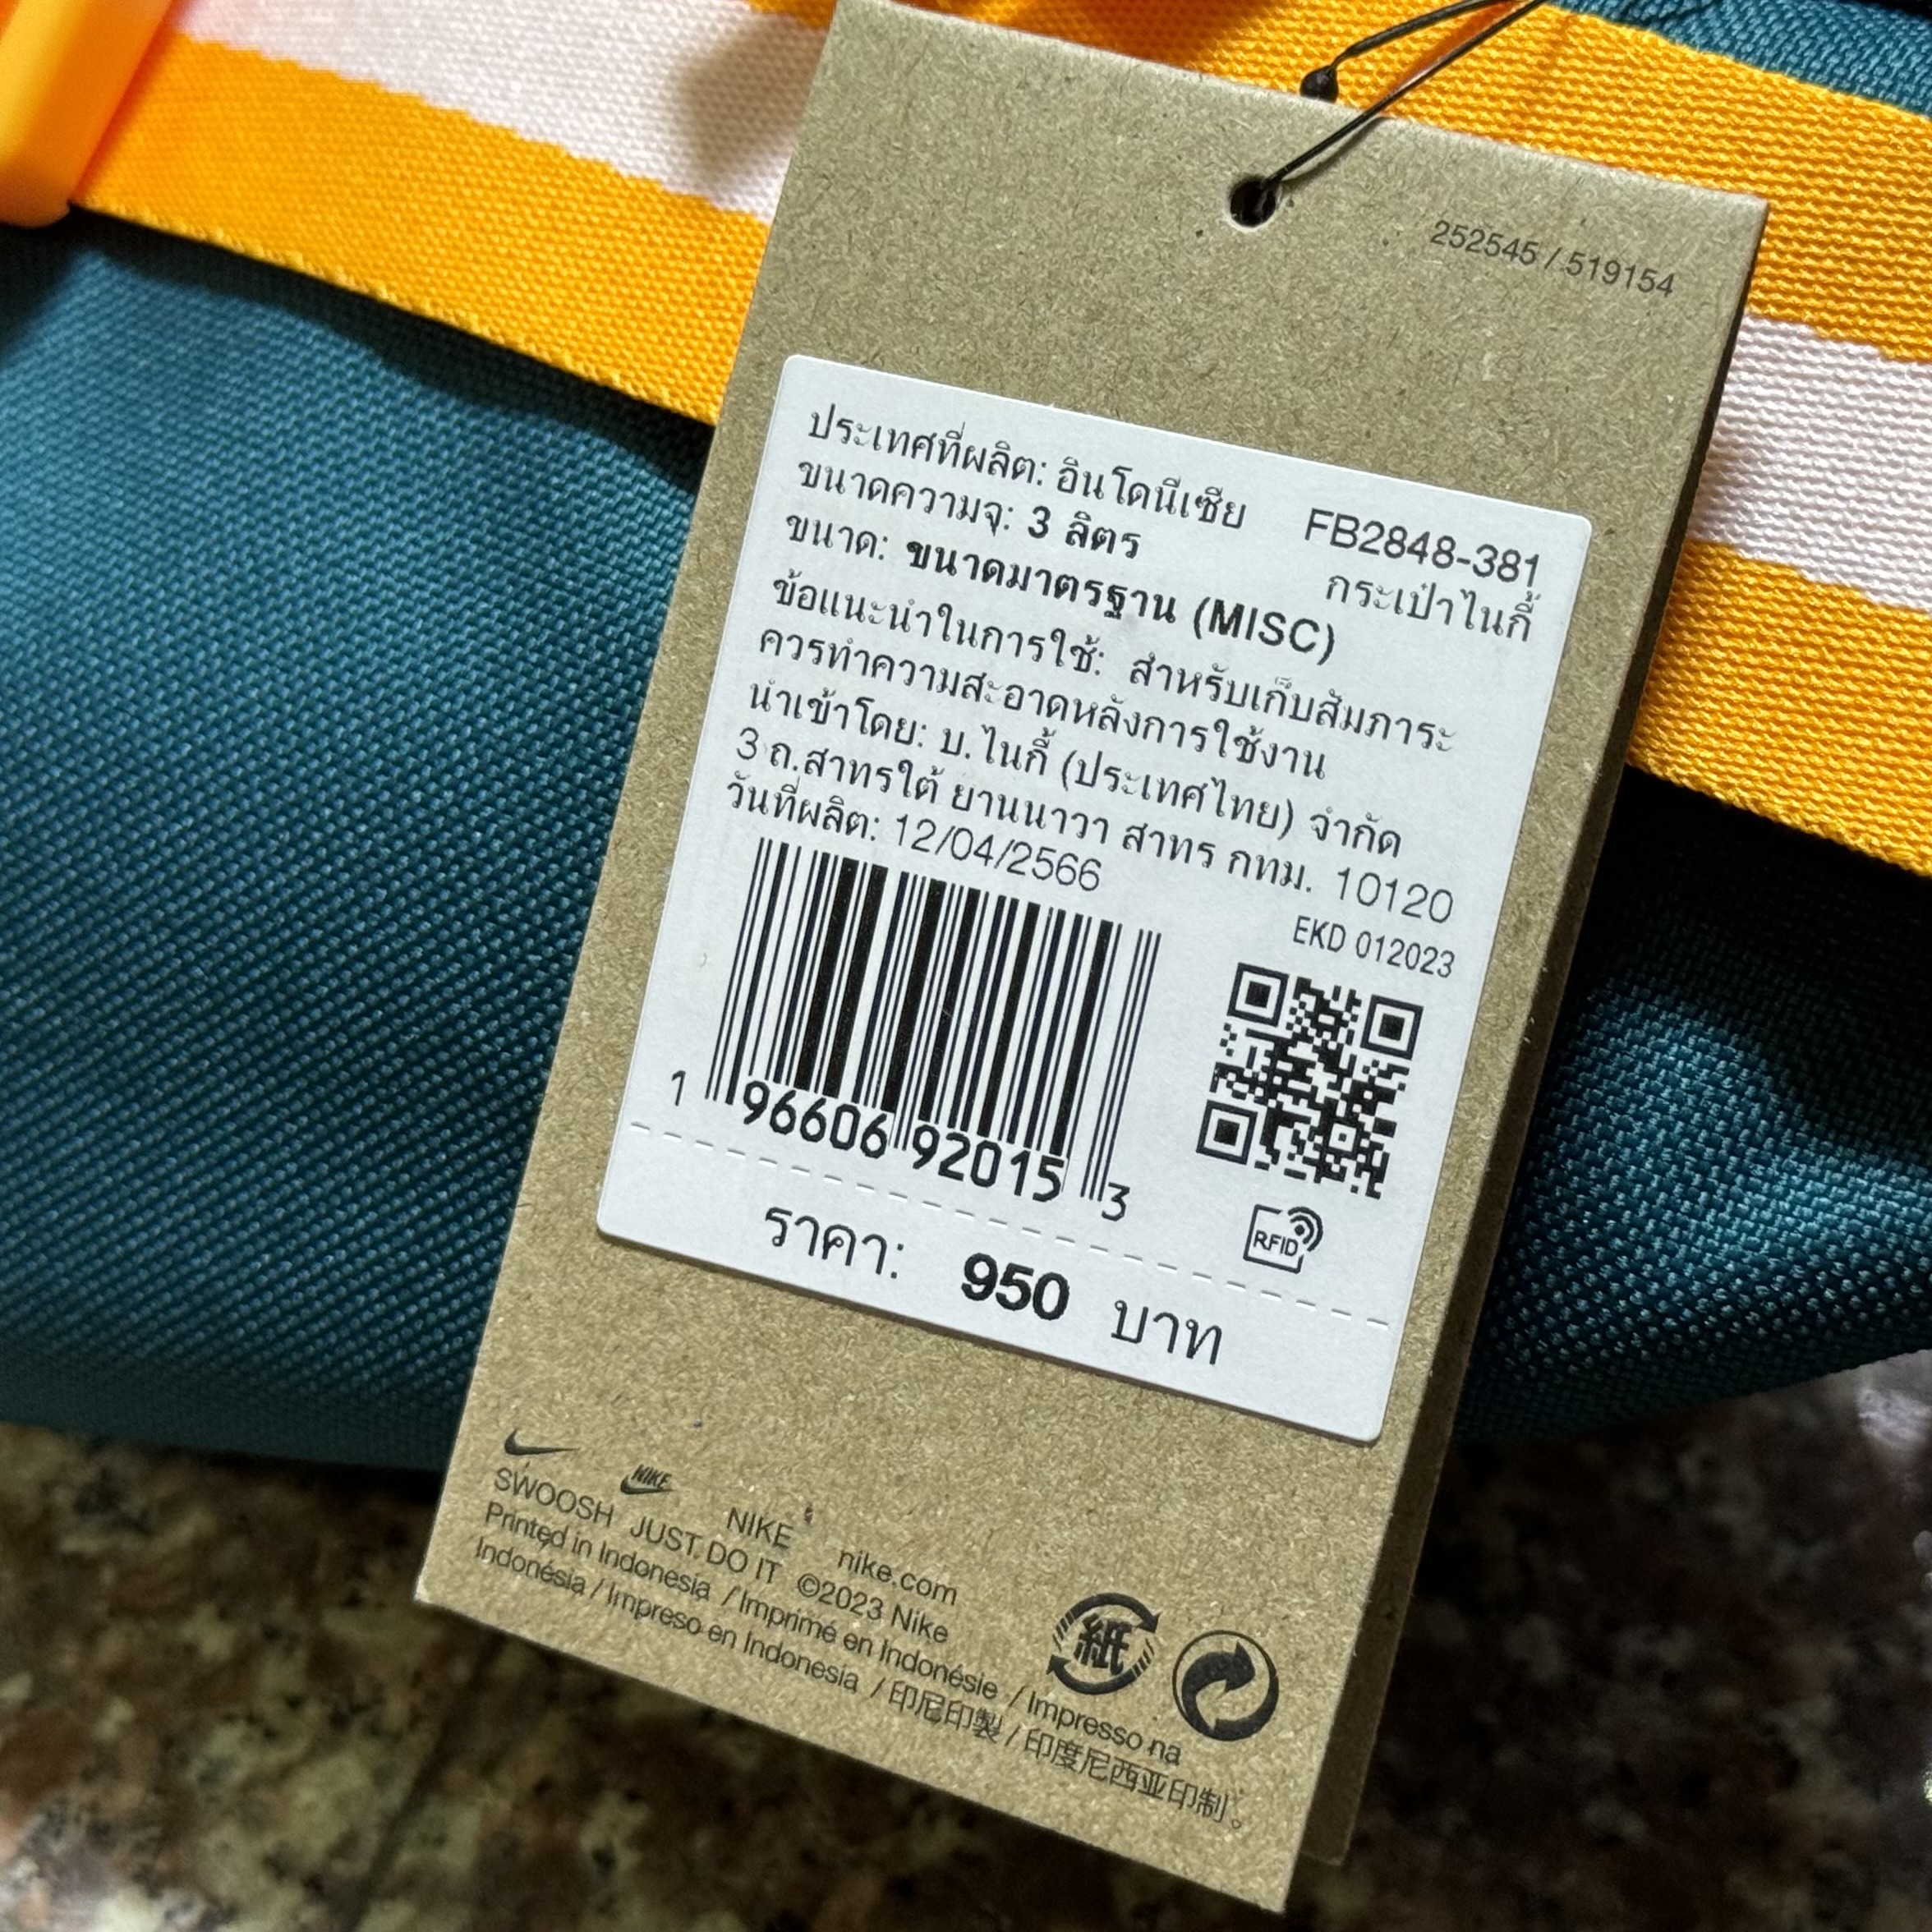 252545 / 519154
ประเทศที่ผลิต: อินโดนีเซีย FB2848-381
ขนาดความจุ: 3 ลิตร กระเป๋าไนกี้
ขนาด: ขนาดมาตรฐาน (MISC)
ข้อแนะนำในการใช้: สำหรับเก็บสัมภาระ
ควรทำความสะอาดหลังการใช้งาน
นำเข้าโดย: บ.ไนกี้ (ประเทศไทย) จำกัด
3 ถ.สาทรใต้ ยานนาวา สาทร กทม. 10120
วันที่ผลิต: 12/04/2566
EKD 012023
1 96606 92015 3
RFID
ราคา: 950 บาท
NIKE NIKE nike.com
SWOOSH JUST DO IT ©2023 Nike
Printed in Indonesia / Imprimé en Indonésie / Impresso na
Indonésia / Impreso en Indonesia / 印尼印製 / 印度尼西亚印制。
紙